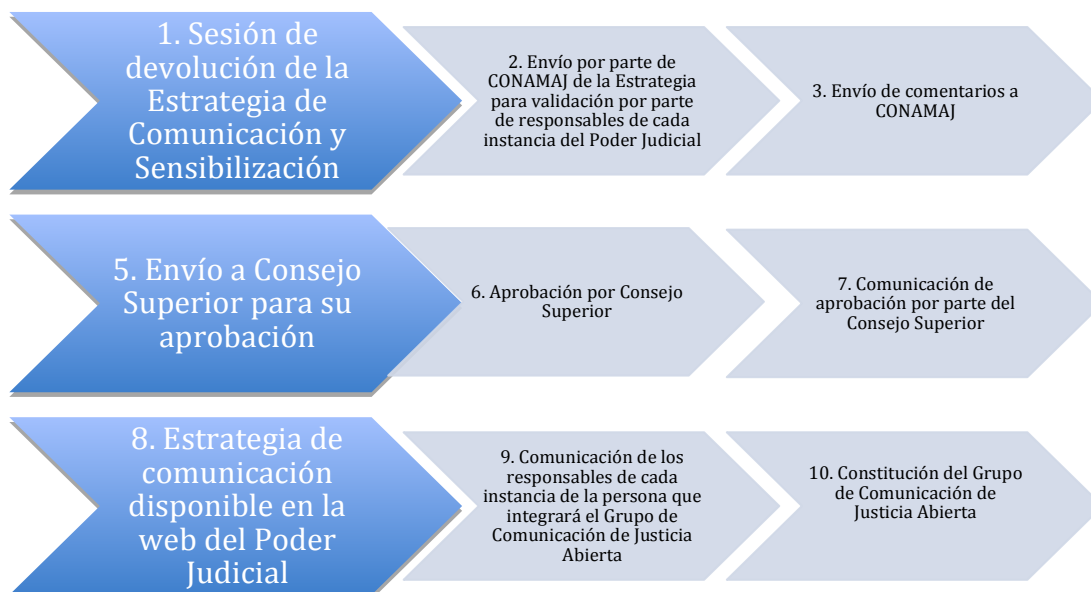 1. Sesión de
devolución de la
Estrategia de
Comunicación y
Sensibilización
2. Envío por parte de
CONAMAJ de la Estrategia
para validación por parte
de responsables de cada
instancia del Poder Judicial
3. Envío de comentarios a
CONAMAJ
5. Envío a Consejo
Superior para su
aprobación
6. Aprobación por Consejo
Superior
7. Comunicación de
aprobación por parte del
Consejo Superior
8. Estrategia de
comunicación
disponible en la
web del Poder
Judicial
9. Comunicación de los
responsables de cada
instancia de la persona que
integrará el Grupo de
Comunicación de Justicia
Abierta
10. Constitución del Grupo
de Comunicación de
Justicia Abierta